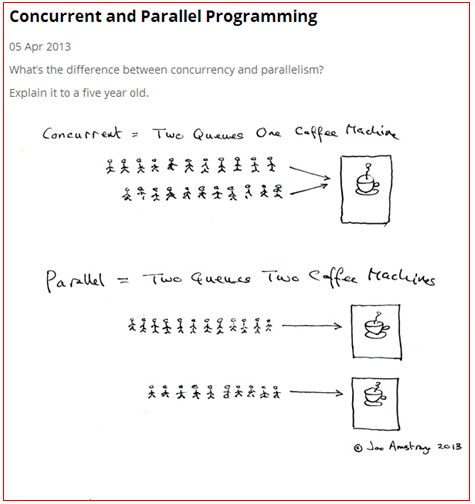 Concurrent and Parallel Programming
05 Apr 2013
What's the difference between concurrency and parallelism?
Explain it to a five year old.
Concurrent = Two Queues One Coffee Machine
Parallel = Two Queues Two Coffee Machines
© Joe Armstrong 2013